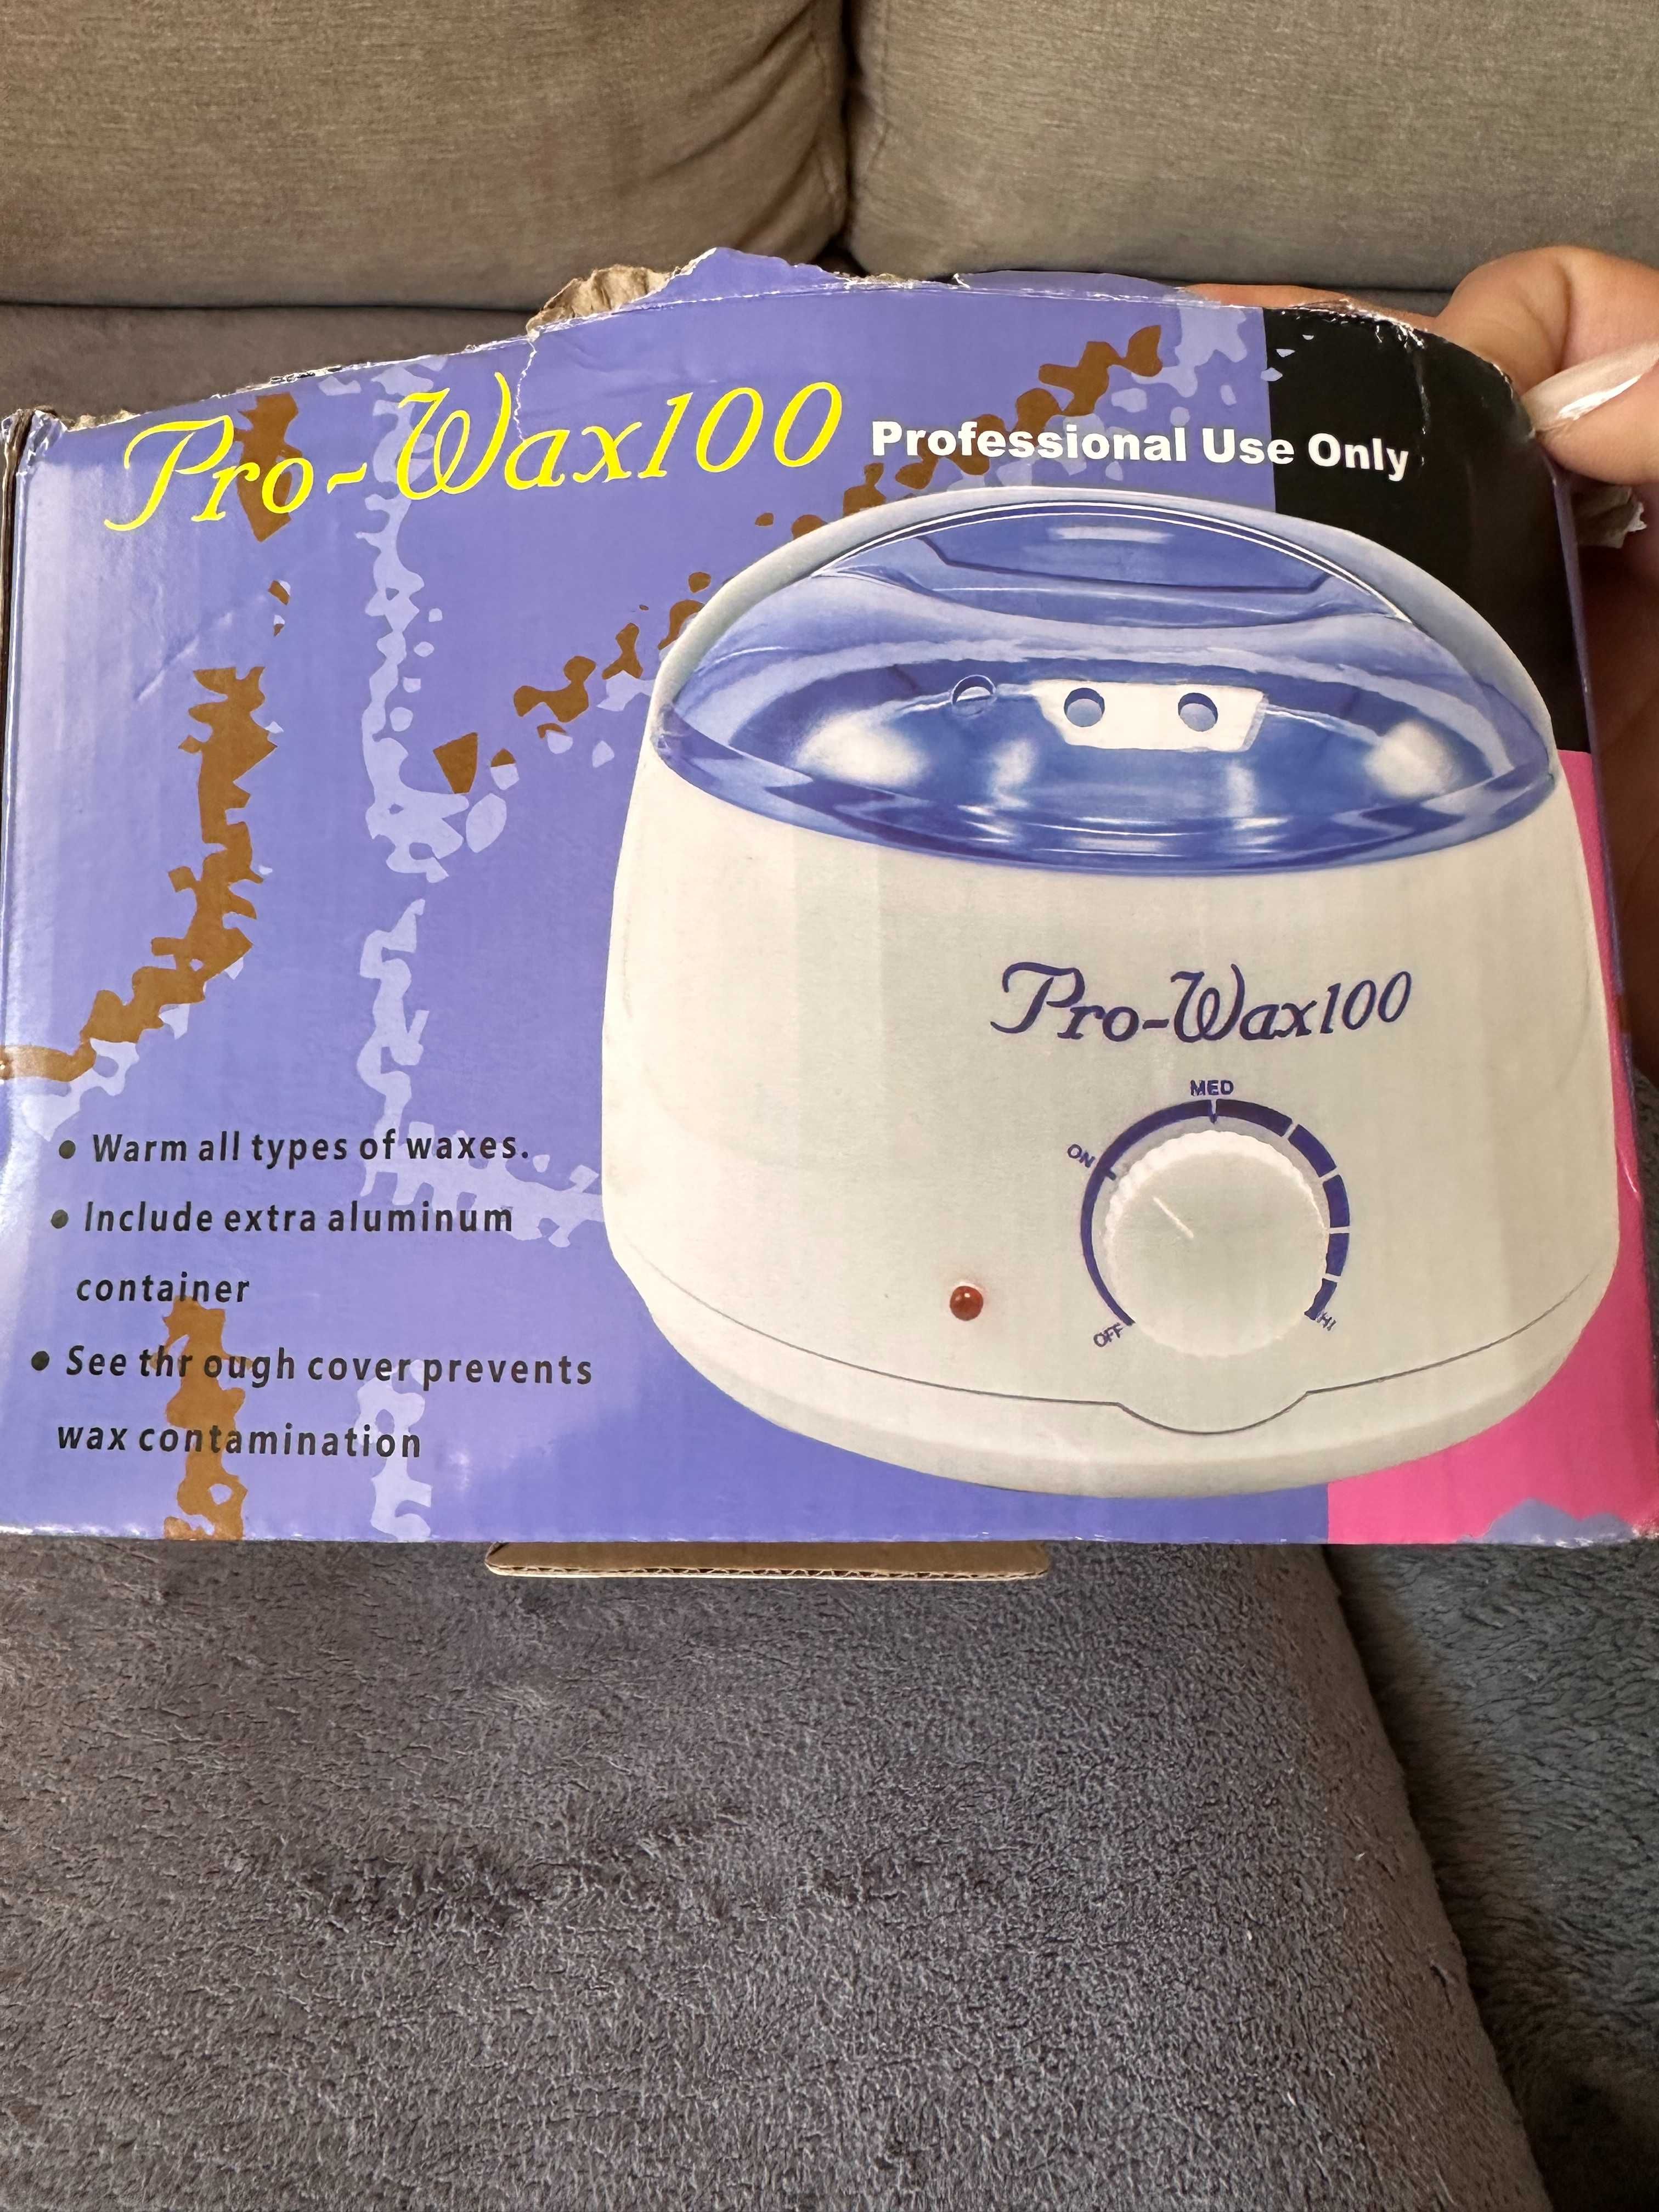 Pro-Wax100 Professional Use Only
Pro-Wax100
MED
ON
OFF
HI
• Warm all types of waxes.
• Include extra aluminum
container
• See thr ough cover prevents
wax contamination